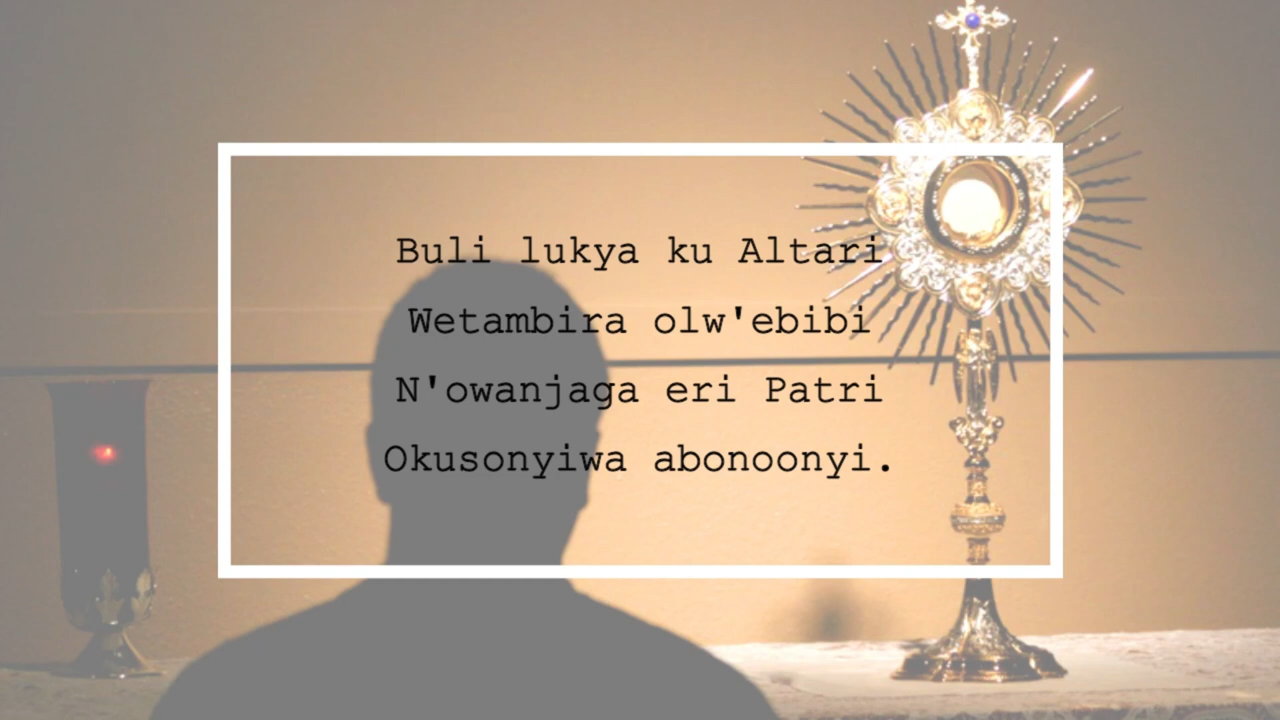 Buli lukya ku Altari
Wetambira olw'ebibi
N'owanjaga eri Patri
Okusonyiwa abonoonyi.